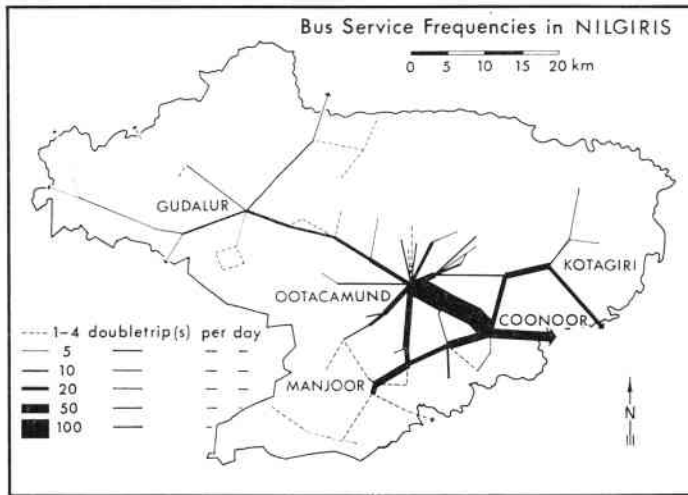 Bus Service Frequencies in NILGIRIS
0 5 10 15 20 km
GUDALUR
KOTAGIRI
OOTACAMUND
COONOOR
MANJOOR
1-4 doubletrip(s) per day
5 — — –
10 — — –
20 — — –
50 — — –
100 — — –
N